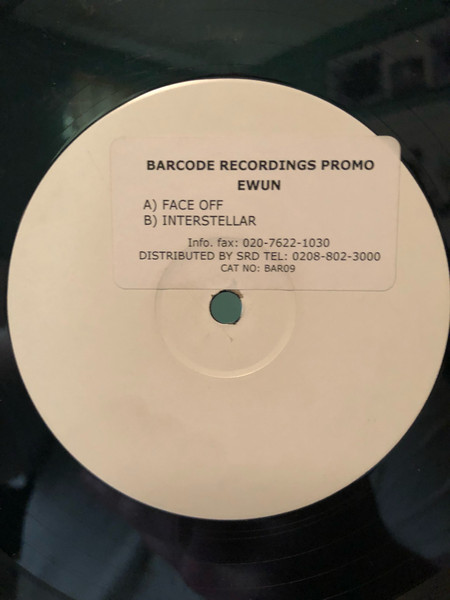 BARCODE RECORDINGS PROMO
EWUN
A) FACE OFF
B) INTERSTELLAR
Info. fax: 020-7622-1030
DISTRIBUTED BY SRD TEL: 0208-802-3000
CAT NO: BAR09